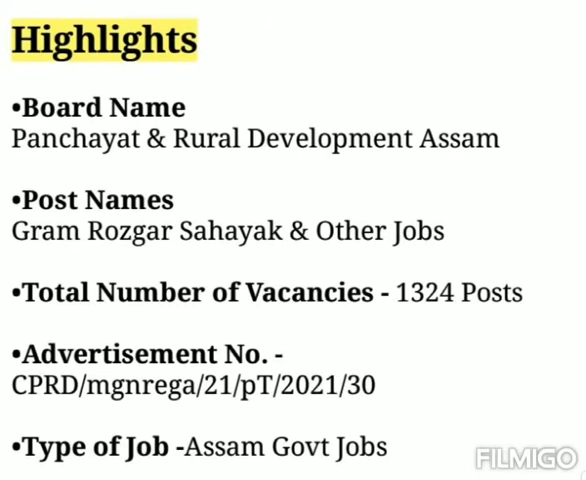 Highlights
•Board Name
Panchayat & Rural Development Assam
•Post Names
Gram Rozgar Sahayak & Other Jobs
•Total Number of Vacancies - 1324 Posts
•Advertisement No. -
CPRD/mgnrega/21/pT/2021/30
•Type of Job -Assam Govt Jobs
FILMIGO